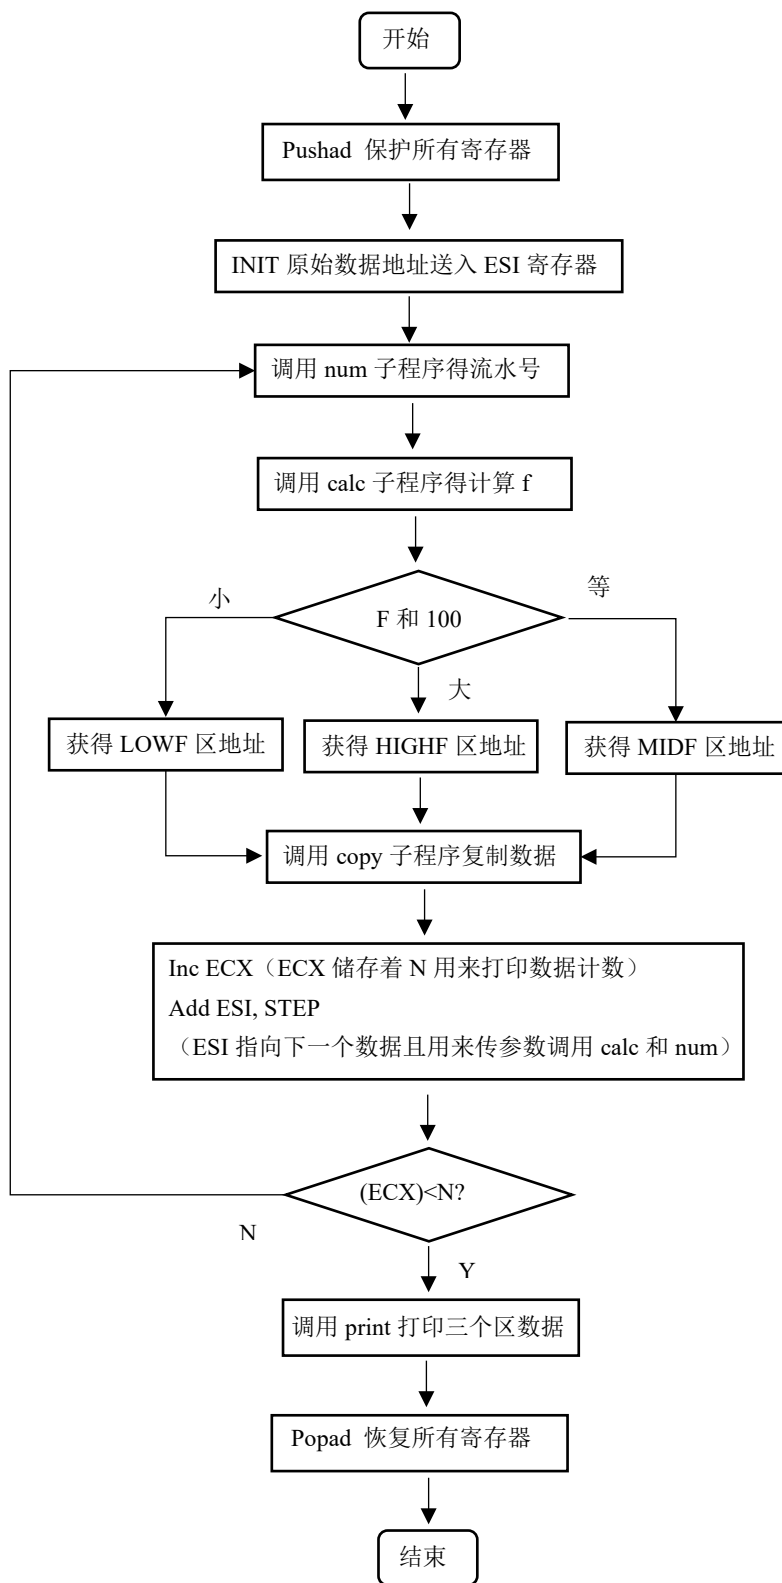 开始
Pushad 保护所有寄存器
INIT 原始数据地址送入 ESI 寄存器
调用 num 子程序得流水号
调用 calc 子程序得计算 f
小
F 和 100
等
大
获得 LOWF 区地址
获得 HIGHF 区地址
获得 MIDF 区地址
调用 copy 子程序复制数据
Inc ECX（ECX 储存着 N 用来打印数据计数）
Add ESI, STEP
（ESI 指向下一个数据且用来传参数调用 calc 和 num）
(ECX)<N?
N
Y
调用 print 打印三个区数据
Popad 恢复所有寄存器
结束